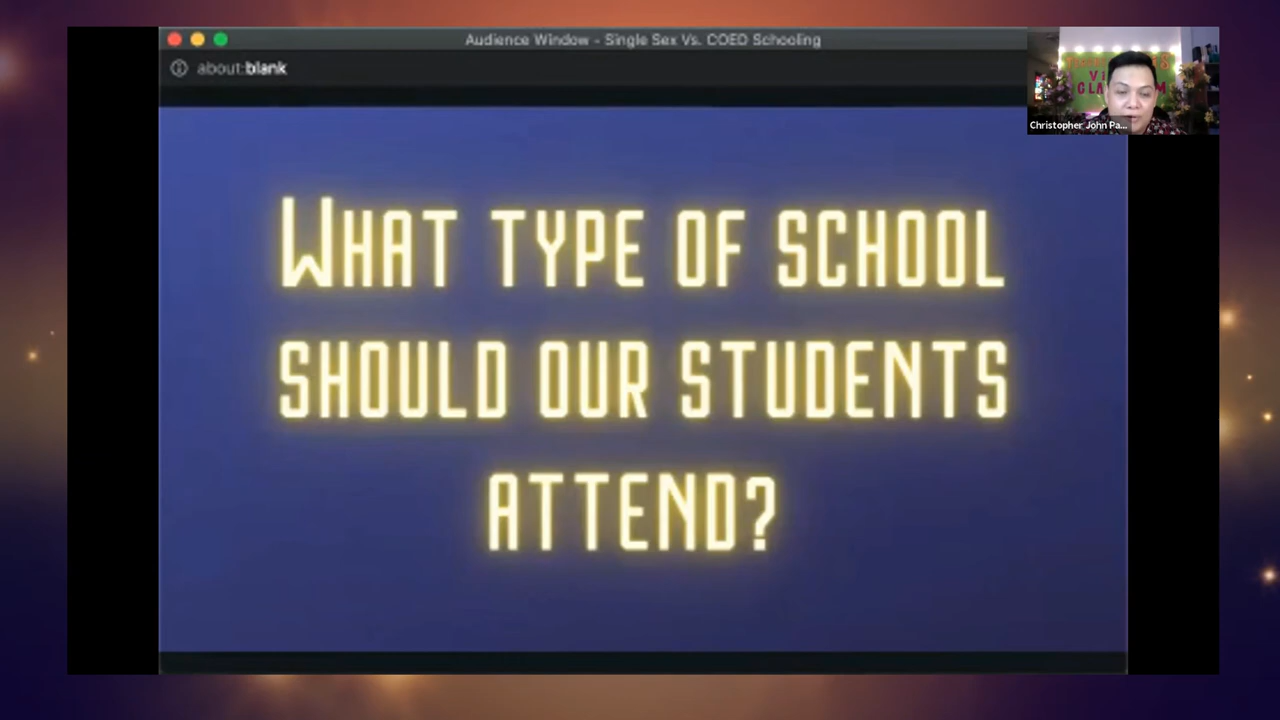 Audience Window - Single Sex Vs. COED Schooling
about:blank
WHAT TYPE OF SCHOOL
SHOULD OUR STUDENTS
ATTEND?
Christopher John Pa...